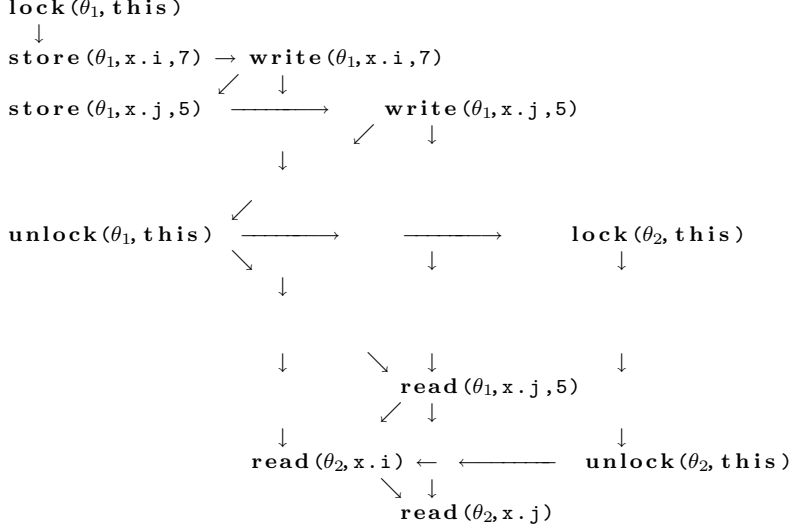 lock(θ₁,this)
↓
store(θ₁,x.i,7) → write(θ₁,x.i,7)
↙ ↓
store(θ₁,x.j,5) ⟶ write(θ₁,x.j,5)
↙ ↓
↓
↙
unlock(θ₁,this) ⟶ ⟶ lock(θ₂,this)
↘ ↓ ↓
↓
↓ ↘ ↓ ↓
read(θ₁,x.j,5)
↙ ↓
↓ ↓
read(θ₂,x.i) ← ⟵ unlock(θ₂,this)
↘ ↓
read(θ₂,x.j)